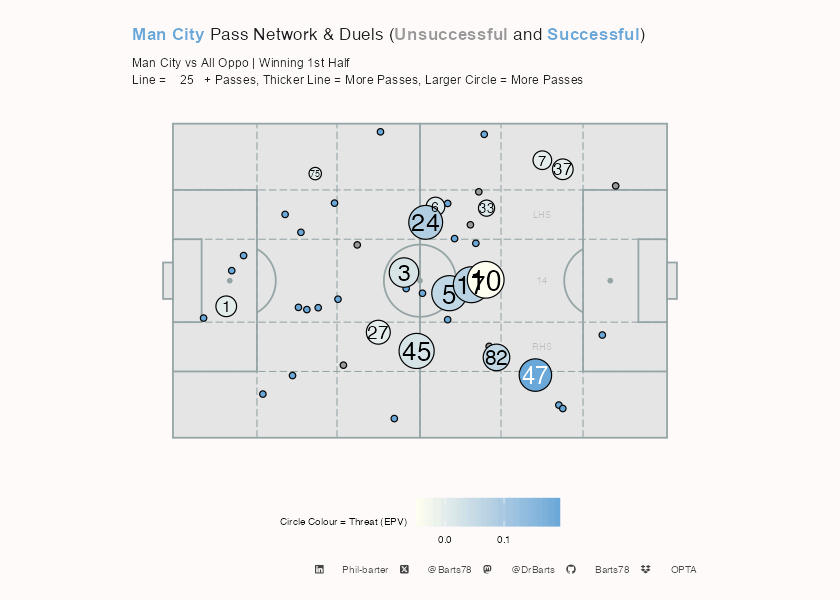 Man City Pass Network & Duels (Unsuccessful and Successful)
Man City vs All Oppo | Winning 1st Half
Line = 25 + Passes, Thicker Line = More Passes, Larger Circle = More Passes
7
37
75
6
33
24
LHS
3
5
10
14
1
27
45
82
RHS
47
Circle Colour = Threat (EPV)
0.0 0.1
Phil-barter @Barts78 @DrBarts Barts78 OPTA